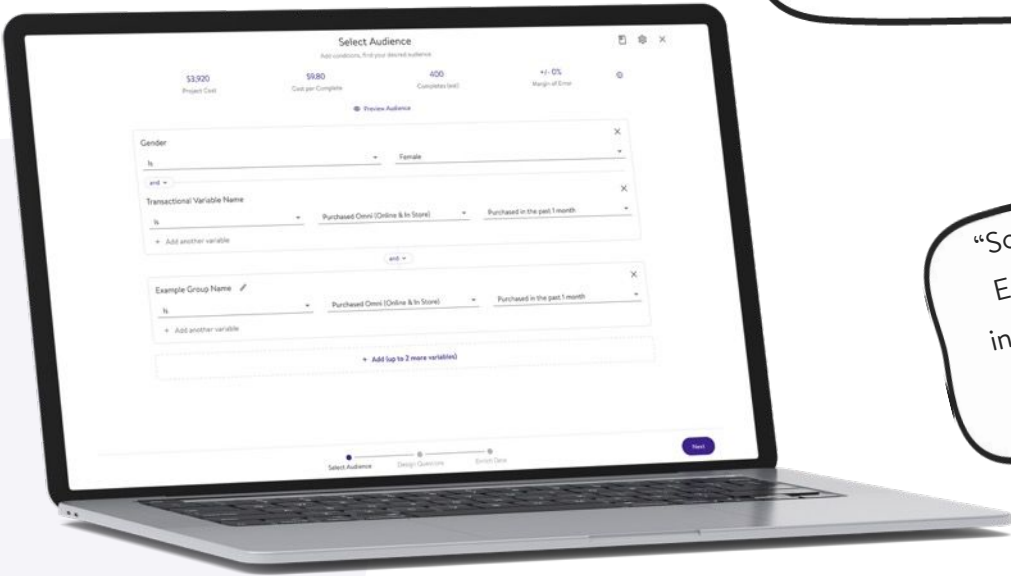 Select Audience
Add conditions, find your desired audience
$3,920 $9.80 400 +/- 0%
Project Cost Cost per Complete Completes (est) Margin of Error
Preview Audience
Gender
Is Female
and
Transactional Variable Name
Is Purchased Omni (Online & In Store) Purchased in the past 1 month
+ Add another variable
and
Example Group Name
Is Purchased Omni (Online & In Store) Purchased in the past 1 month
+ Add another variable
+ Add (up to 2 more variables)
Select Audience Design Questions Enrich Data
Next
“So
E
in